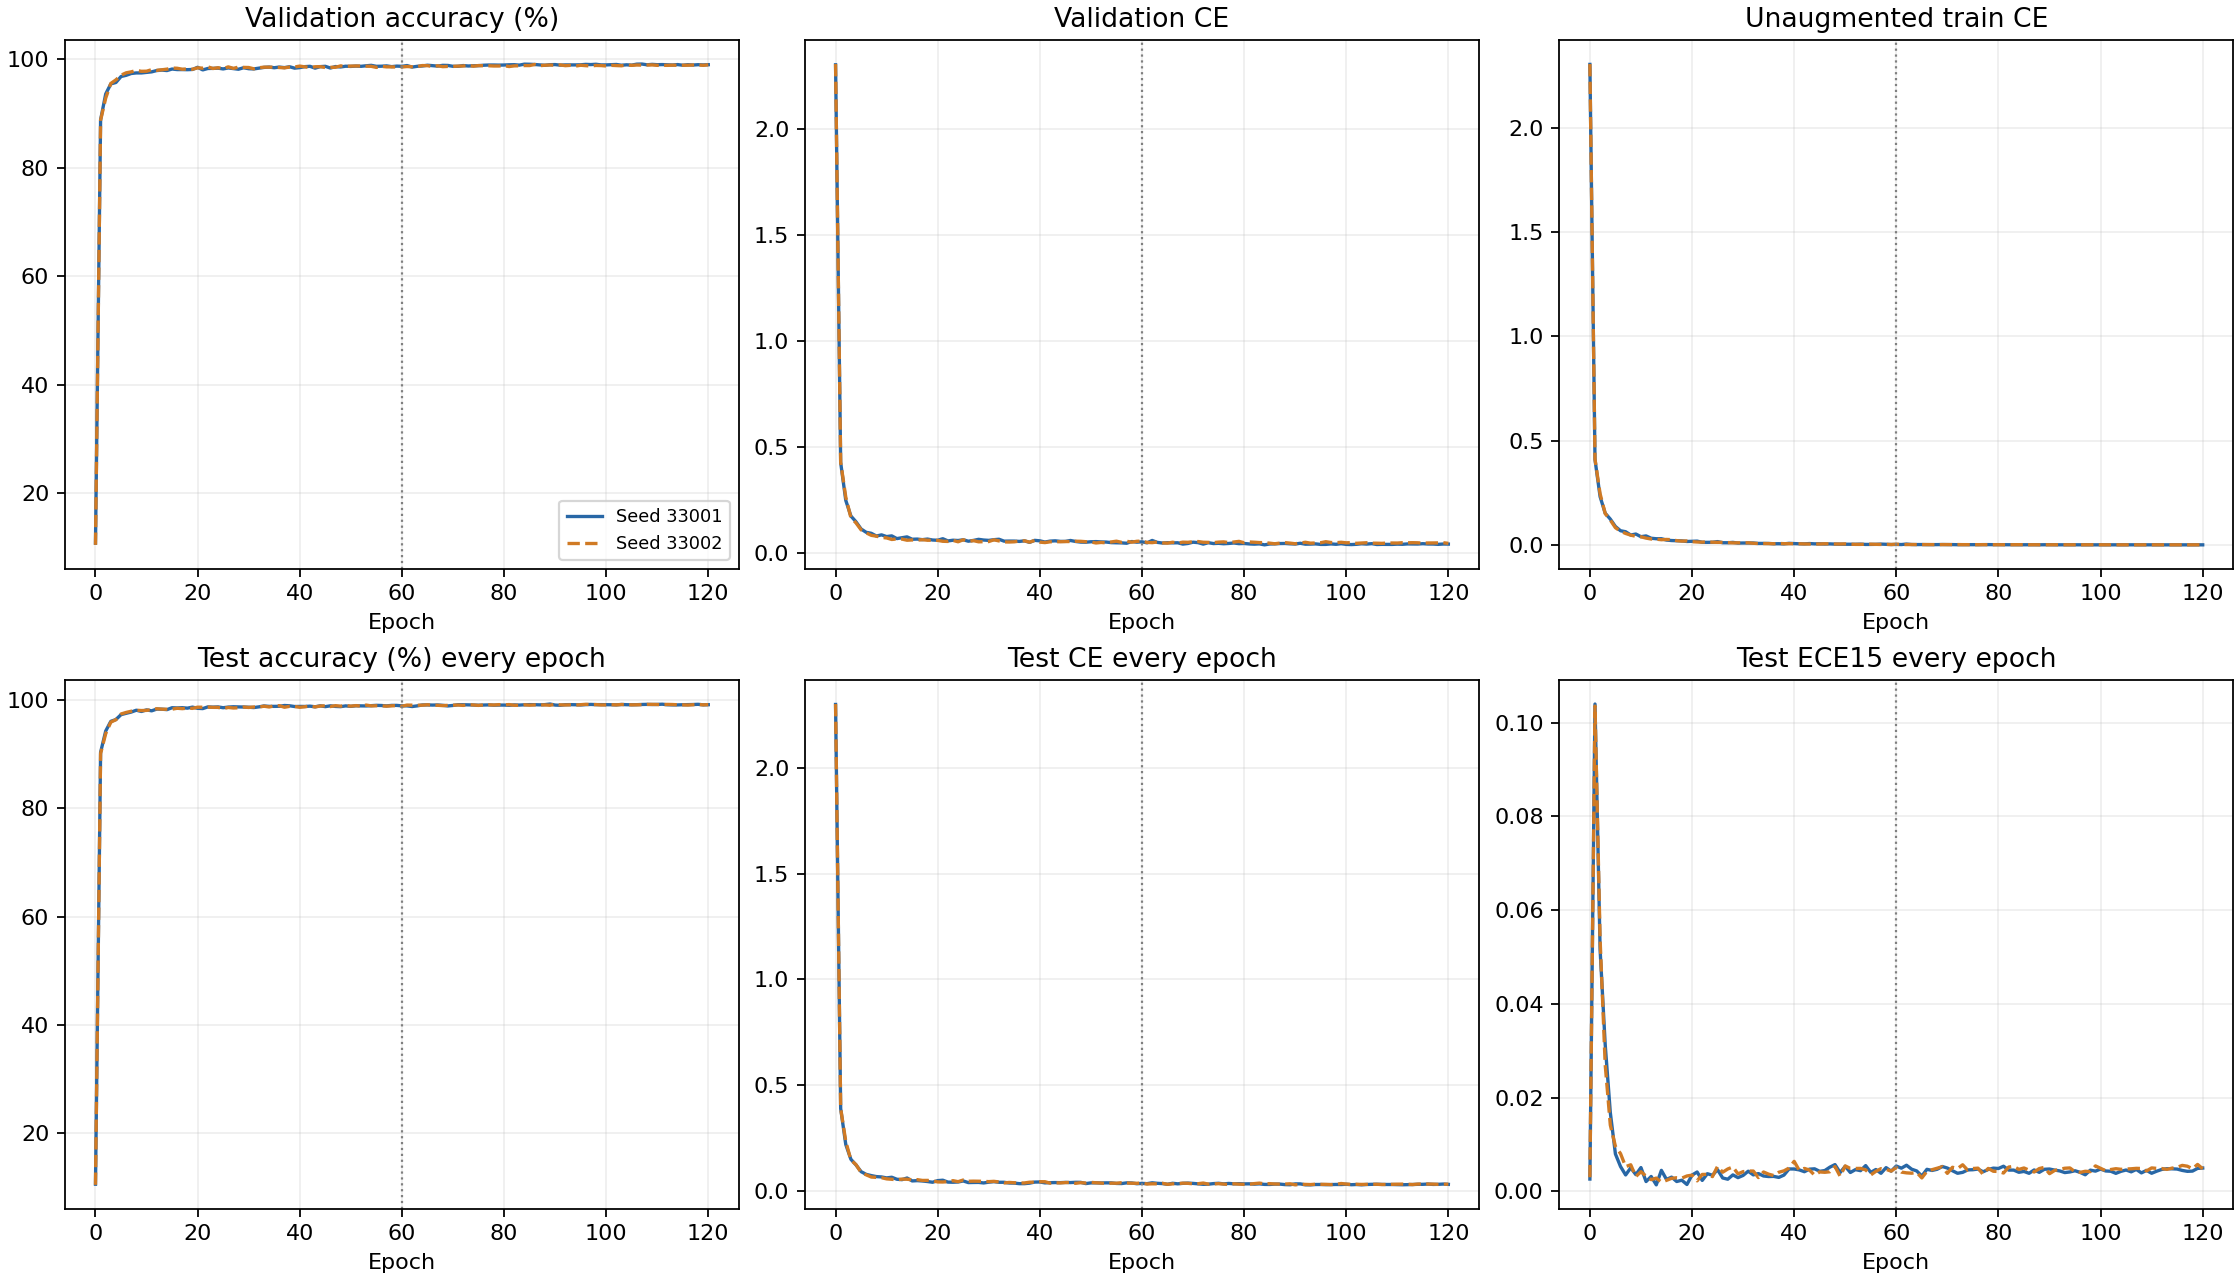 Validation accuracy (%)
100
80
60
40
20
Seed 33001
Seed 33002
0 20 40 60 80 100 120
Epoch
Validation CE
2.0
1.5
1.0
0.5
0.0
0 20 40 60 80 100 120
Epoch
Unaugmented train CE
2.0
1.5
1.0
0.5
0.0
0 20 40 60 80 100 120
Epoch
Test accuracy (%) every epoch
100
80
60
40
20
0 20 40 60 80 100 120
Epoch
Test CE every epoch
2.0
1.5
1.0
0.5
0.0
0 20 40 60 80 100 120
Epoch
Test ECE15 every epoch
0.10
0.08
0.06
0.04
0.02
0.00
0 20 40 60 80 100 120
Epoch